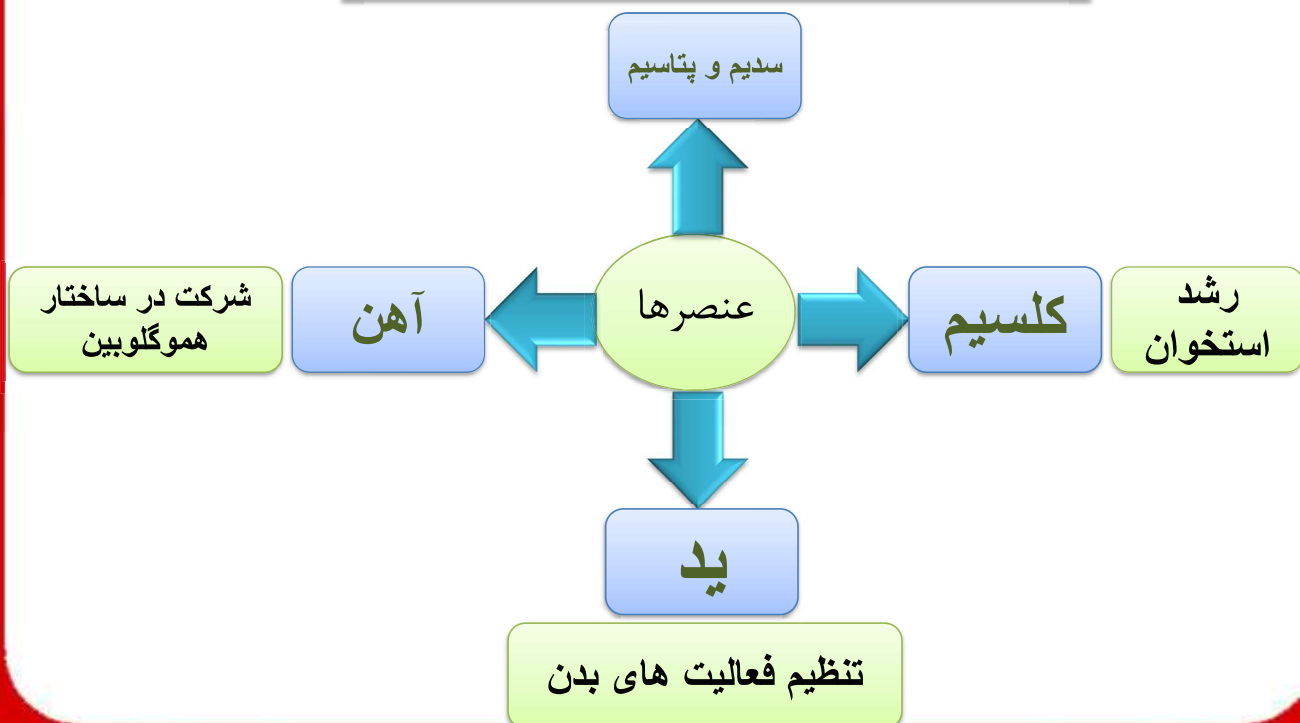 سدیم و پتاسیم
عنصرها
کلسیم
رشد
استخوان
آهن
شرکت در ساختار
هموگلوبین
ید
تنظیم فعالیت های بدن